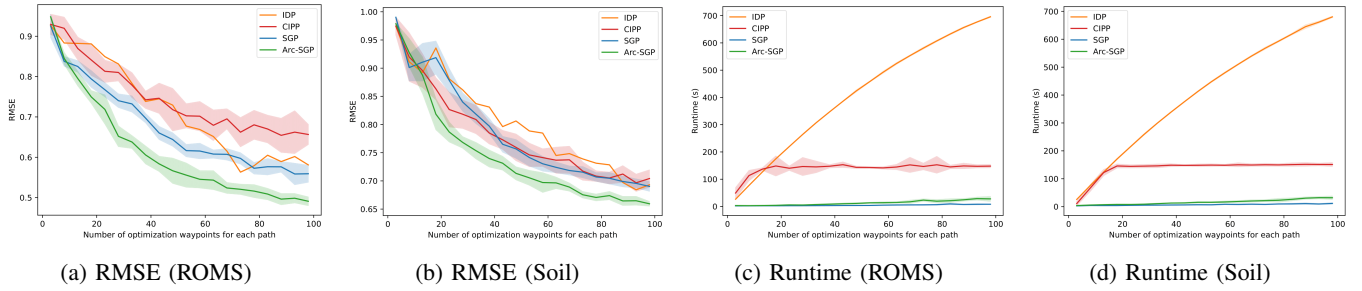 IDP
CIPP
SGP
Arc-SGP
0.9
0.8
0.7
0.6
0.5
RMSE
0
20
40
60
80
100
Number of optimization waypoints for each path
(a) RMSE (ROMS)
IDP
CIPP
SGP
Arc-SGP
1.00
0.95
0.90
0.85
0.80
0.75
0.70
0.65
RMSE
0
20
40
60
80
100
Number of optimization waypoints for each path
(b) RMSE (Soil)
IDP
CIPP
SGP
Arc-SGP
700
600
500
400
300
200
100
0
Runtime (s)
0
20
40
60
80
100
Number of optimization waypoints for each path
(c) Runtime (ROMS)
IDP
CIPP
SGP
Arc-SGP
700
600
500
400
300
200
100
0
Runtime (s)
0
20
40
60
80
100
Number of optimization waypoints for each path
(d) Runtime (Soil)